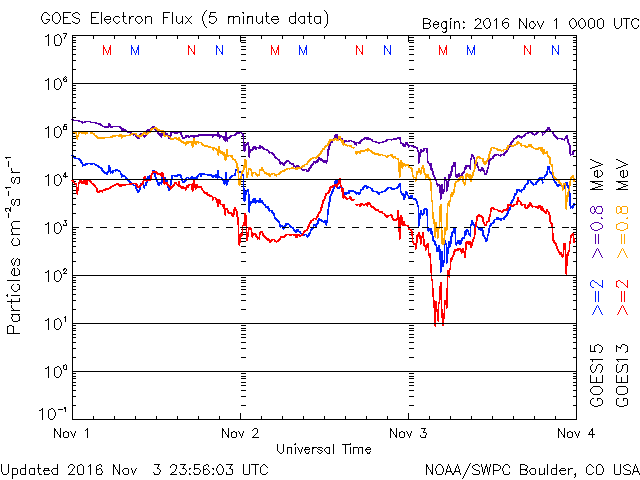 GOES Electron Flux (5 minute data)
Begin: 2016 Nov 1 0000 UTC
M M N N M M N N M M N N
10⁷
10⁶
10⁵
10⁴
10³
10²
10¹
10⁰
10⁻¹
Particles cm⁻²s⁻¹sr⁻¹
Nov 1 Nov 2 Nov 3 Nov 4
Universal Time
GOES15 >=2 >=0.8 MeV
GOES13 >=2 >=0.8 MeV
Updated 2016 Nov 3 23:56:03 UTC
NOAA/SWPC Boulder, CO USA